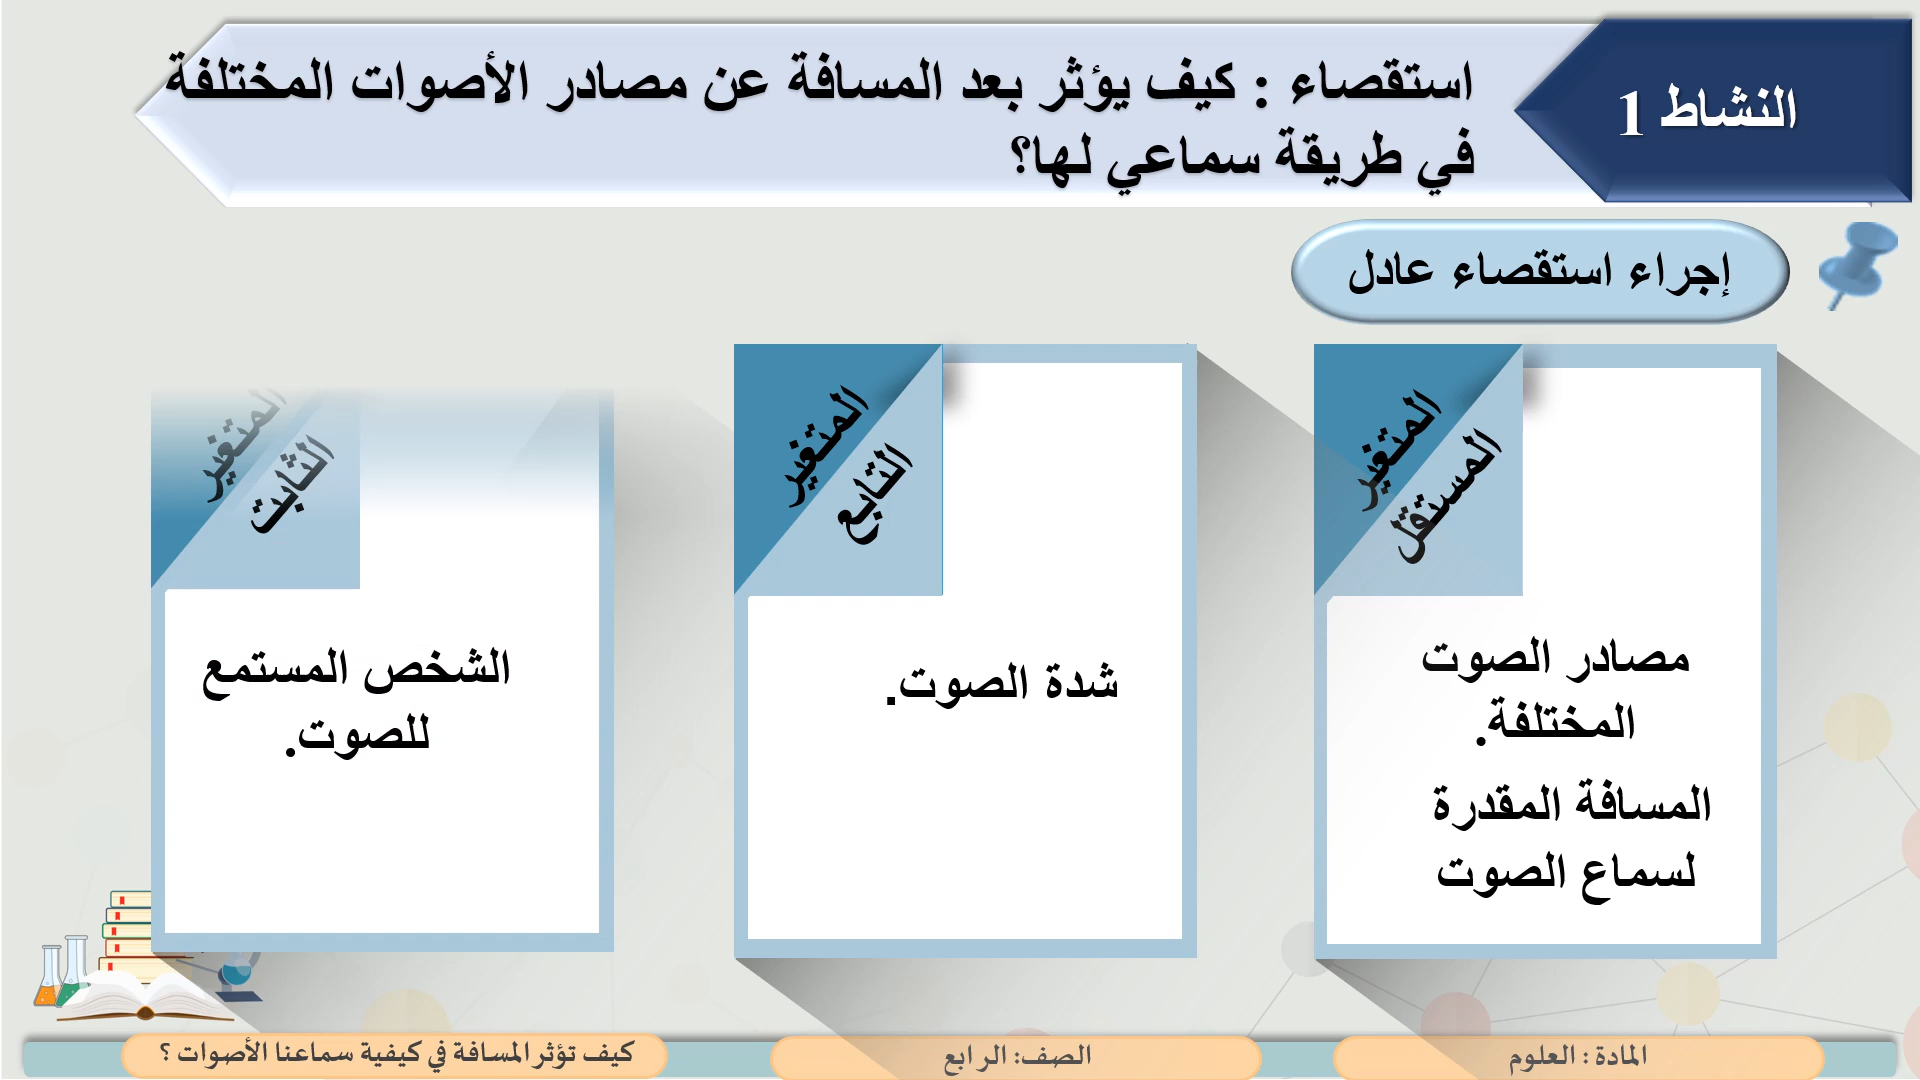 النشاط 1
استقصاء : كيف يؤثر بعد المسافة عن مصادر الأصوات المختلفة
في طريقة سماعي لها؟
إجراء استقصاء عادل
المتغير
المستقل
مصادر الصوت
المختلفة.
المسافة المقدرة
لسماع الصوت
المتغير
التابع
شدة الصوت.
المتغير
الثابت
الشخص المستمع
للصوت.
المادة : العلوم
الصف: الرابع
كيف تؤثر المسافة في كيفية سماعنا الأصوات ؟